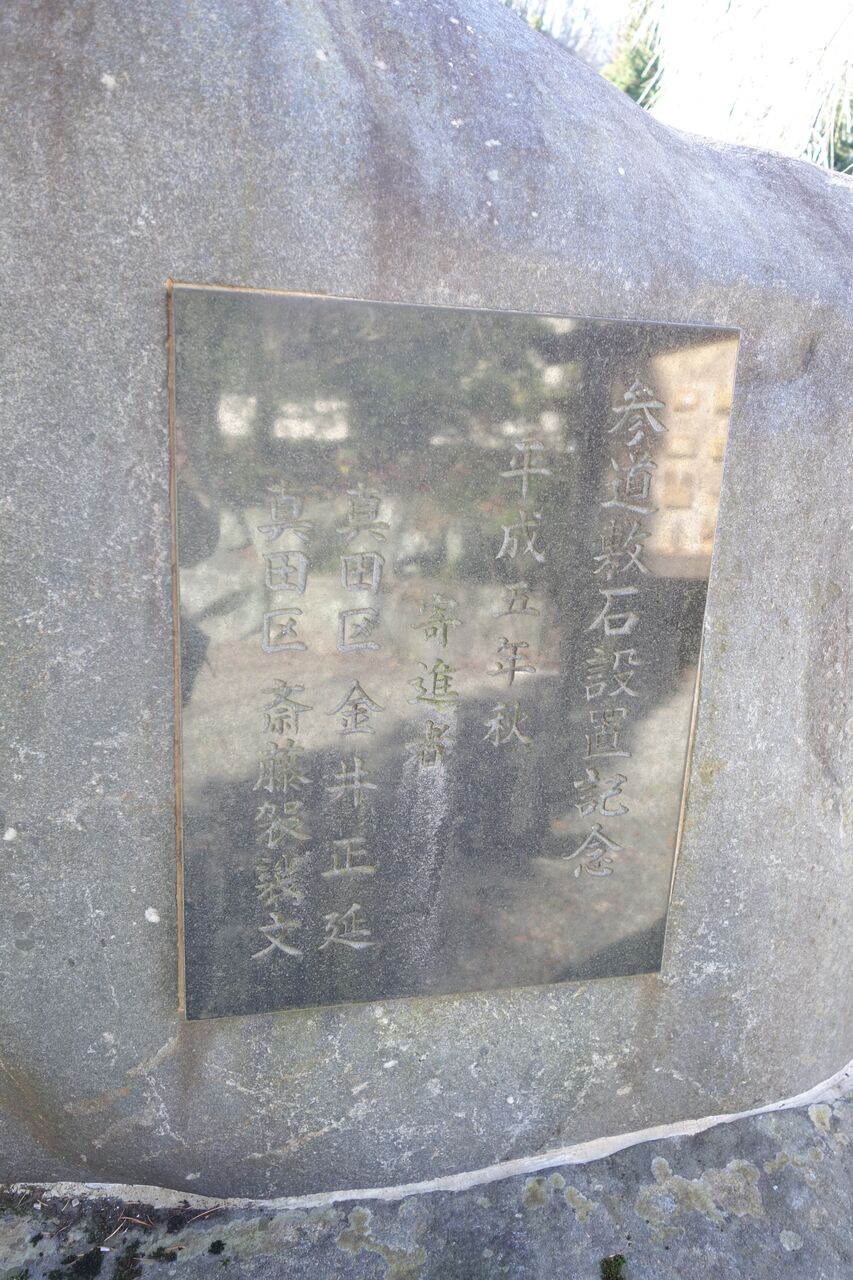 参道敷石設置記念
平成五年秋
寄進者
真田区 金井正延
真田区 斎藤袈裟文